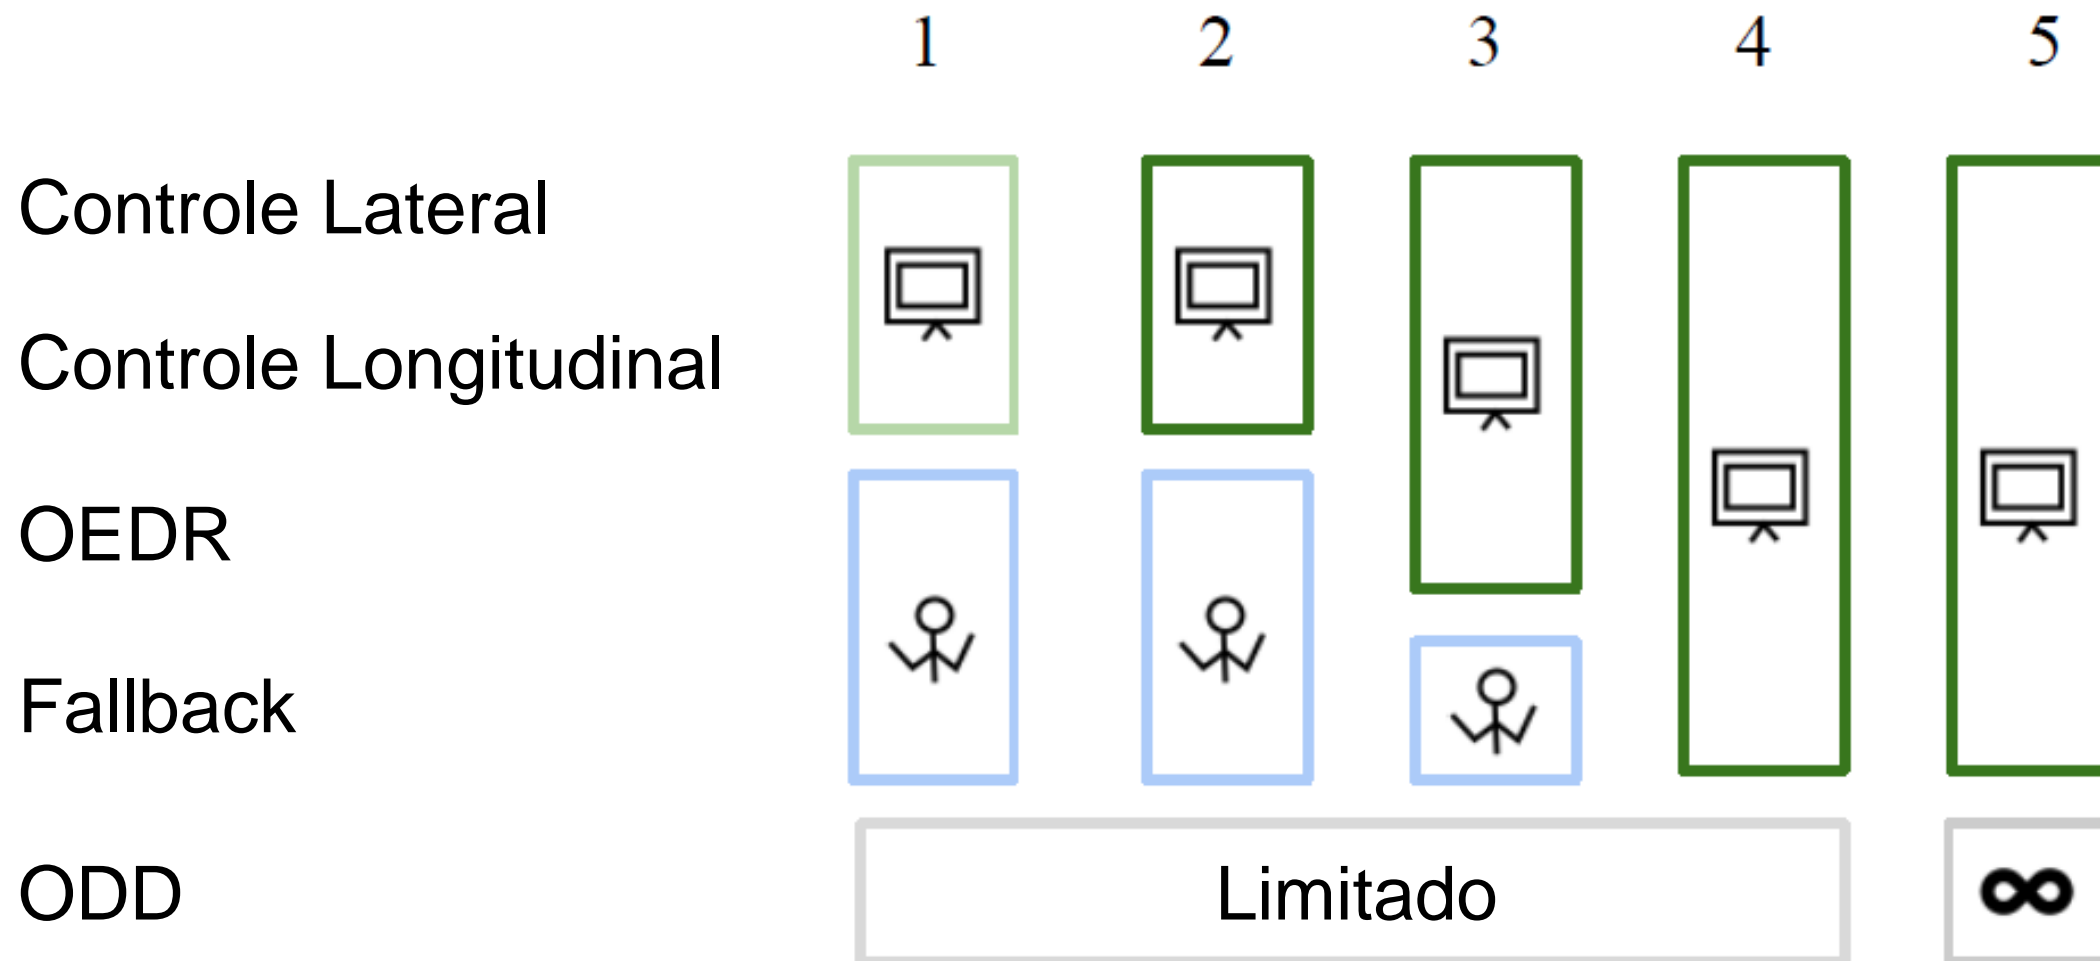 1 2 3 4 5
Controle Lateral
Controle Longitudinal
OEDR
Fallback
ODD Limitado ∞